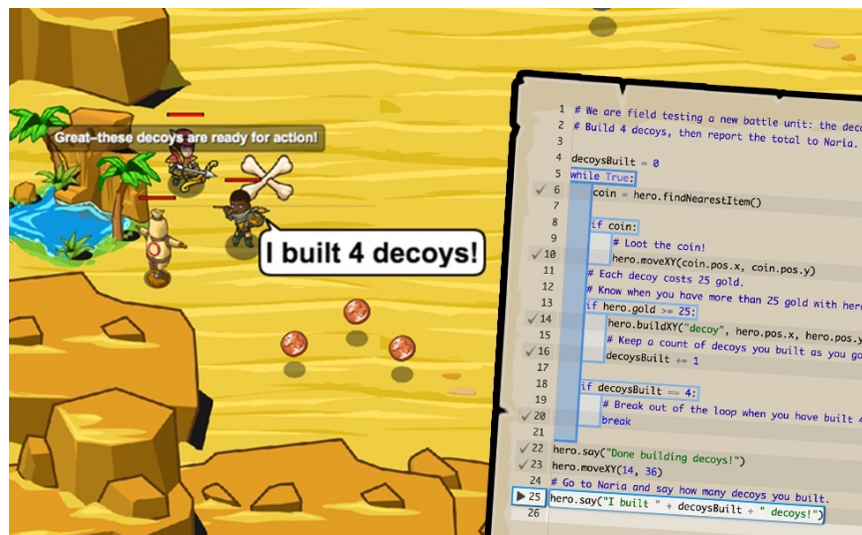 Great–these decoys are ready for action!
I built 4 decoys!
1 # We are field testing a new battle unit: the
2 # Build 4 decoys, then report the total to Naria.
3
4 decoysBuilt = 0
5 while True:
6 coin = hero.findNearestItem()
7
8 if coin:
9 # Loot the coin!
10 hero.moveXY(coin.pos.x, coin.pos.y)
11 # Each decoy costs 25 gold.
12 # Know when you have more than 25 gold with
13 if hero.gold >= 25:
14 hero.buildXY("decoy", hero.pos.x, hero.pos.y
15 # Keep a count of decoys you built as you
16 decoysBuilt += 1
17
18 if decoysBuilt == 4:
19 # Break out of the loop when you have built 4
20 break
21
22 hero.say("Done building decoys!")
23 hero.moveXY(14, 36)
24 # Go to Naria and say how many decoys you built.
25 hero.say("I built " + decoysBuilt + " decoys!")
26